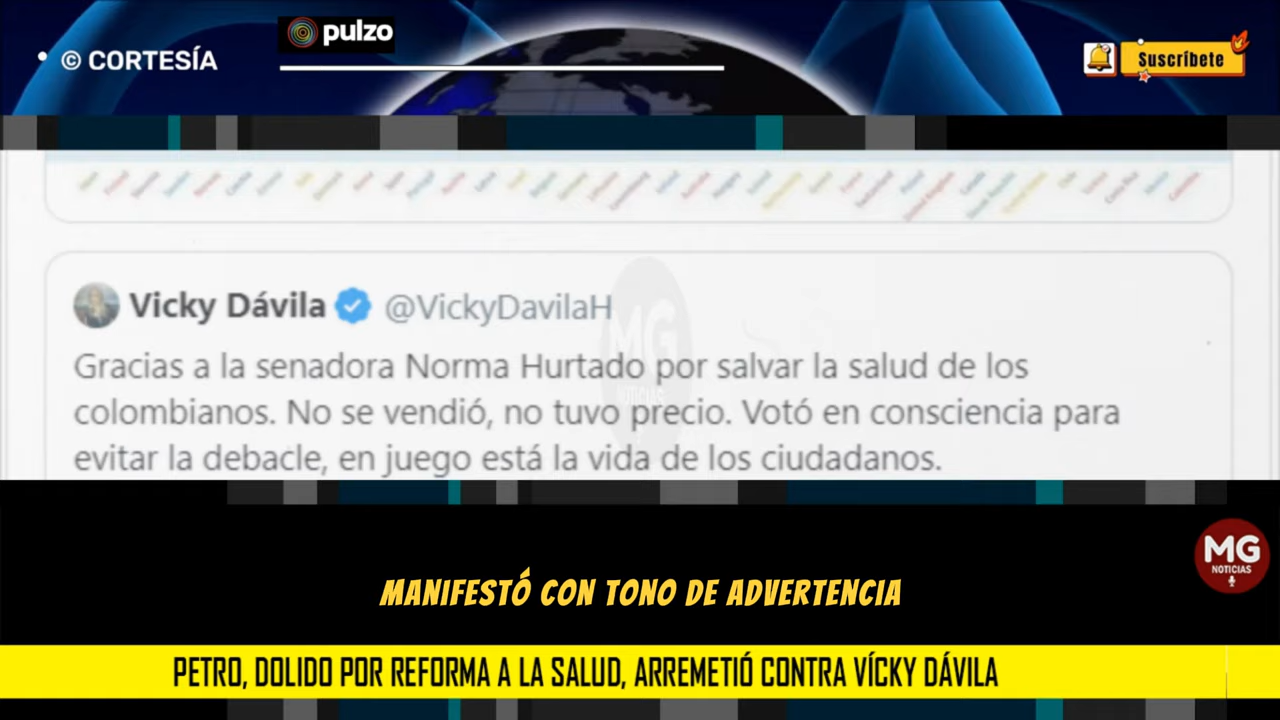 pulzo
© CORTESÍA
Suscríbete
Vicky Dávila @VickyDavilaH
Gracias a la senadora Norma Hurtado por salvar la salud de los
colombianos. No se vendió, no tuvo precio. Votó en consciencia para
evitar la debacle, en juego está la vida de los ciudadanos.
MG
NOTICIAS
MANIFESTÓ CON TONO DE ADVERTENCIA
MG
NOTICIAS
PETRO, DOLIDO POR REFORMA A LA SALUD, ARREMETIÓ CONTRA VÍCKY DÁVILA